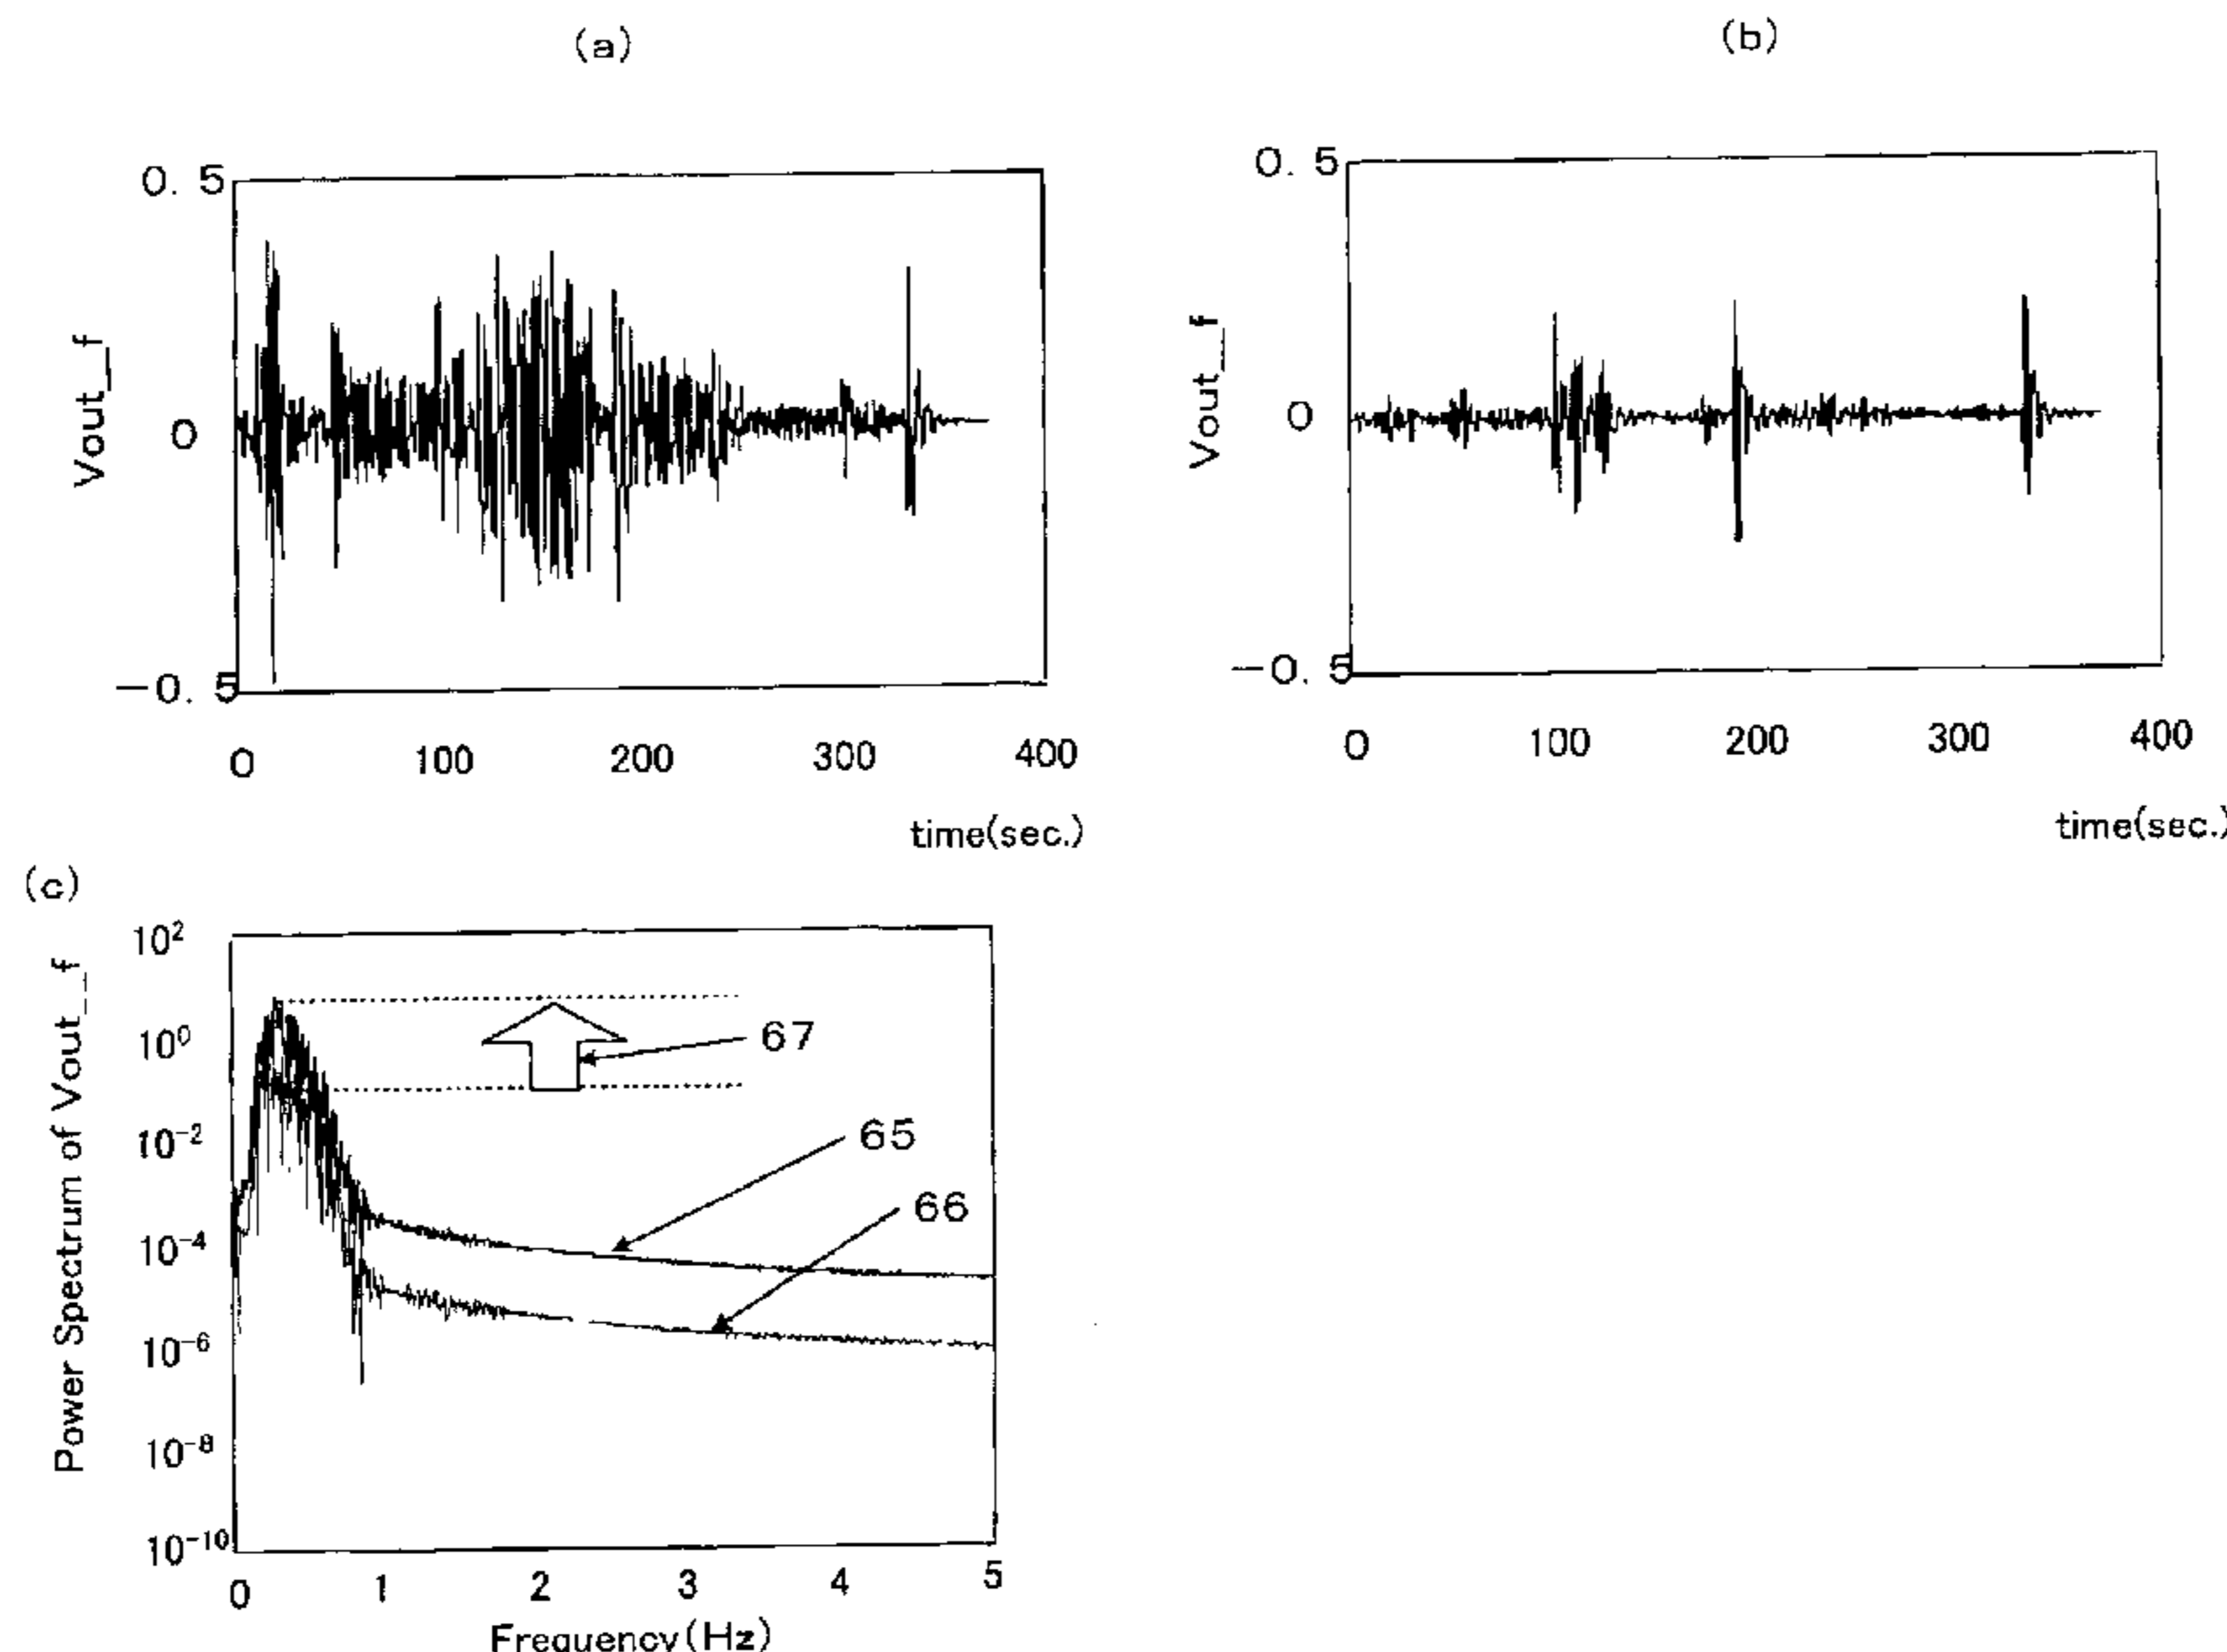 (a)
0. 5
0
-0. 5
Vout_f
0 100 200 300 400
time(sec.)
(b)
0. 5
0
-0. 5
Vout_f
0 100 200 300 400
time(sec.)
(c)
10²
10⁰
10⁻²
10⁻⁴
10⁻⁶
10⁻⁸
10⁻¹⁰
Power Spectrum of Vout_f
67
65
66
0 1 2 3 4 5
Frequency(Hz)